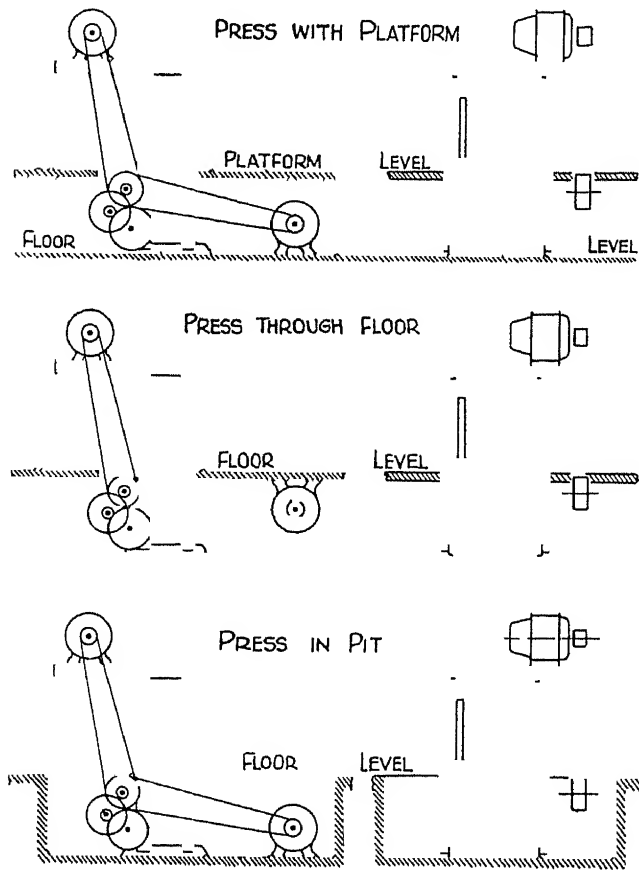 PRESS WITH PLATFORM
PLATFORM LEVEL
FLOOR LEVEL
PRESS THROUGH FLOOR
FLOOR LEVEL
PRESS IN PIT
FLOOR LEVEL